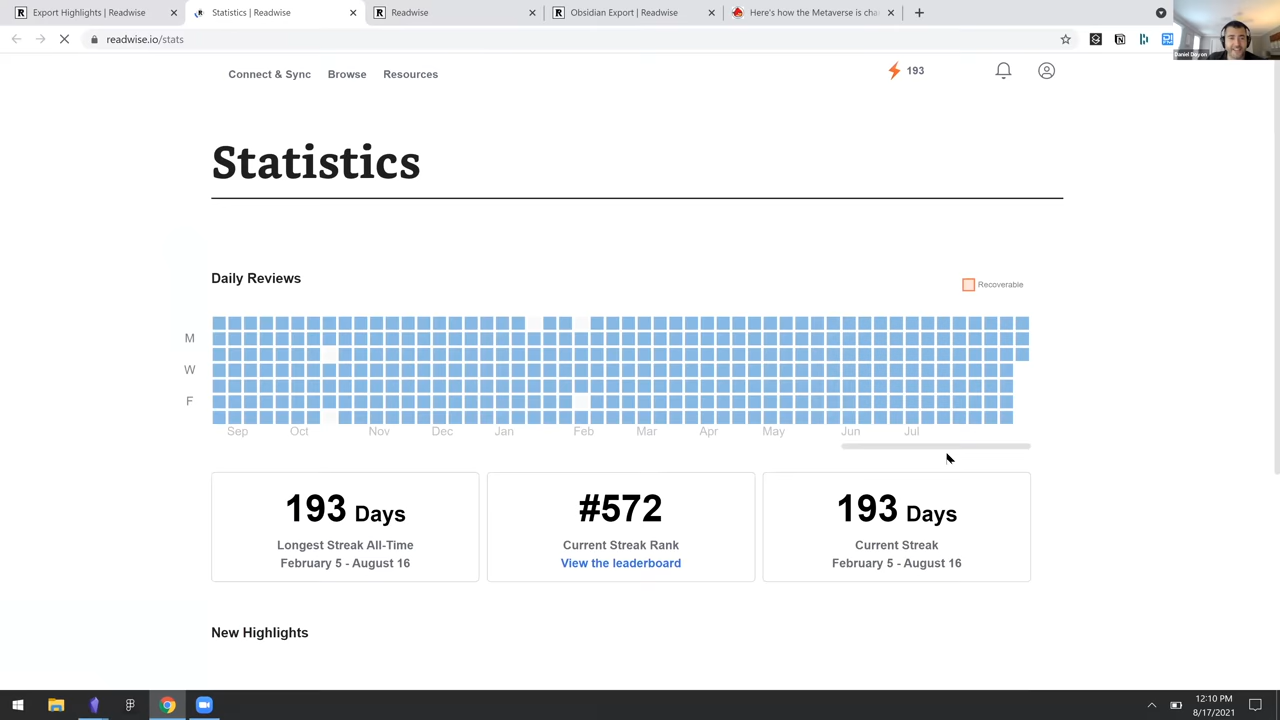 Export Highlights | Readwise
Statistics | Readwise
Readwise
Obsidian Export | Readwise
Here's how the Metaverse is cha
readwise.io/stats
Connect & Sync
Browse
Resources
193
Statistics
Daily Reviews
Recoverable
M
W
F
Sep Oct Nov Dec Jan Feb Mar Apr May Jun Jul
193 Days
Longest Streak All-Time
February 5 - August 16
#572
Current Streak Rank
View the leaderboard
193 Days
Current Streak
February 5 - August 16
New Highlights
12:10 PM
8/17/2021